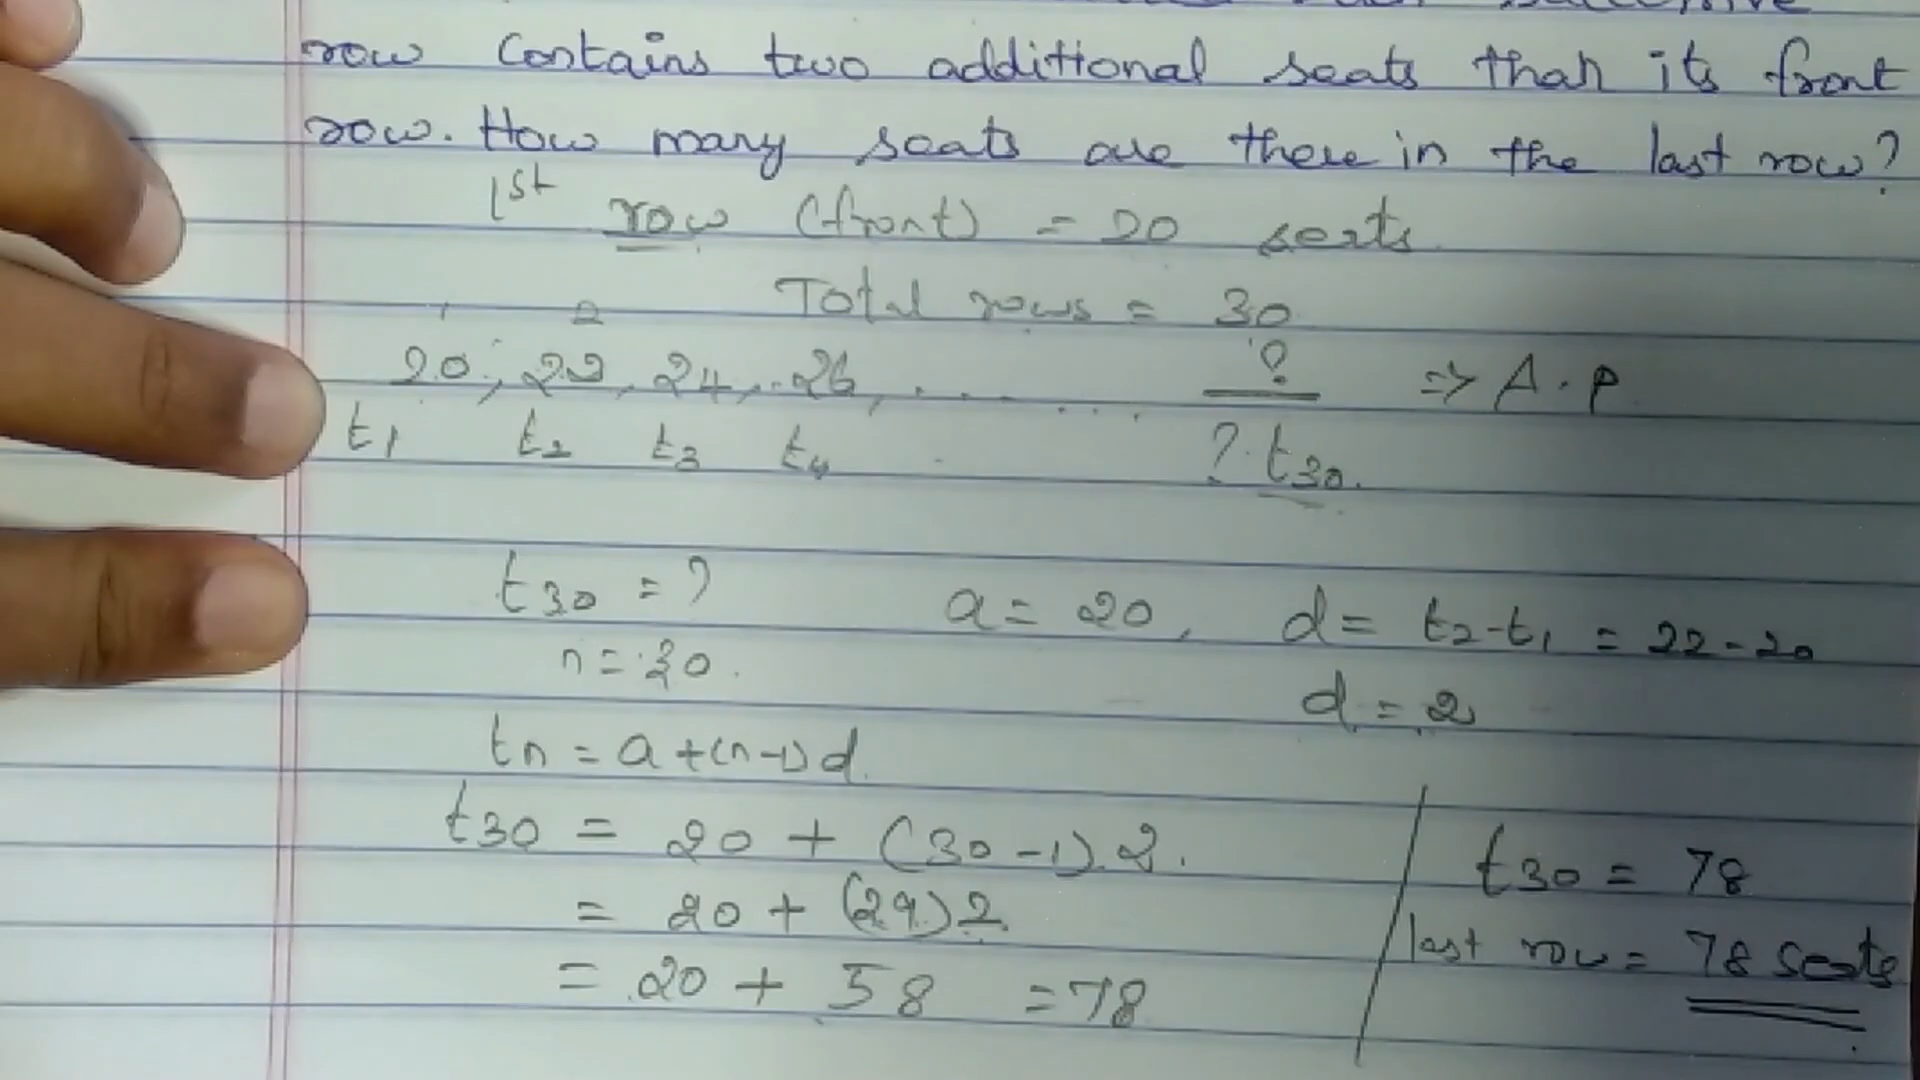 row contains two additional seats than its front
row. How many seats are there in the last row?
1st row (front) = 20 seats
Total rows = 30
1 2
20, 22, 24, 26, ......... ? => A.P
t1 t2 t3 t4 ? t30.
t30 = ? a = 20, d = t2-t1 = 22-20
n = 30. d = 2
tn = a+(n-1)d.
t30 = 20 + (30-1).2.
= 20 + (29)2
= 20 + 58 = 78
t30 = 78
last row = 78 seats